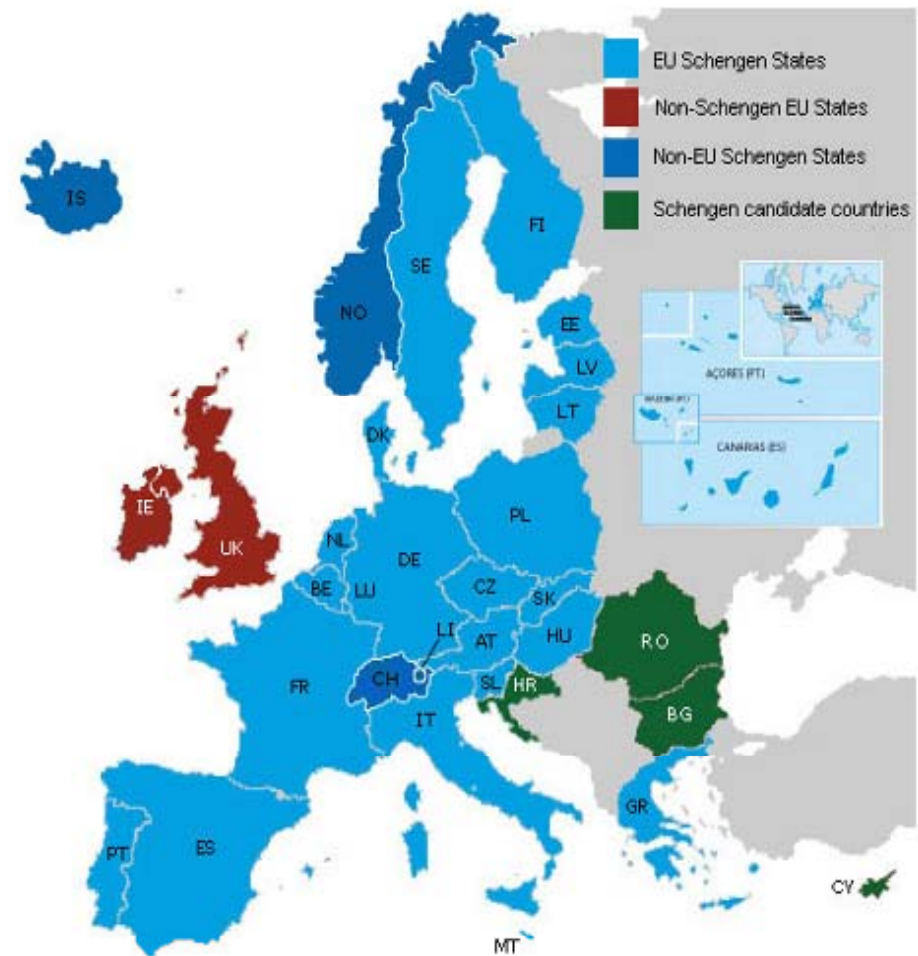 EU Schengen States
Non-Schengen EU States
Non-EU Schengen States
Schengen candidate countries
IS
FI
SE
NO
EE
LV
AÇORES (PT)
LT
DK
CANARIAS (ES)
IE
UK
NL
DE
PL
BE
LU
CZ
SK
LI
AT
HU
RO
FR
CH
SL
HR
IT
BG
GR
PT
ES
CY
MT